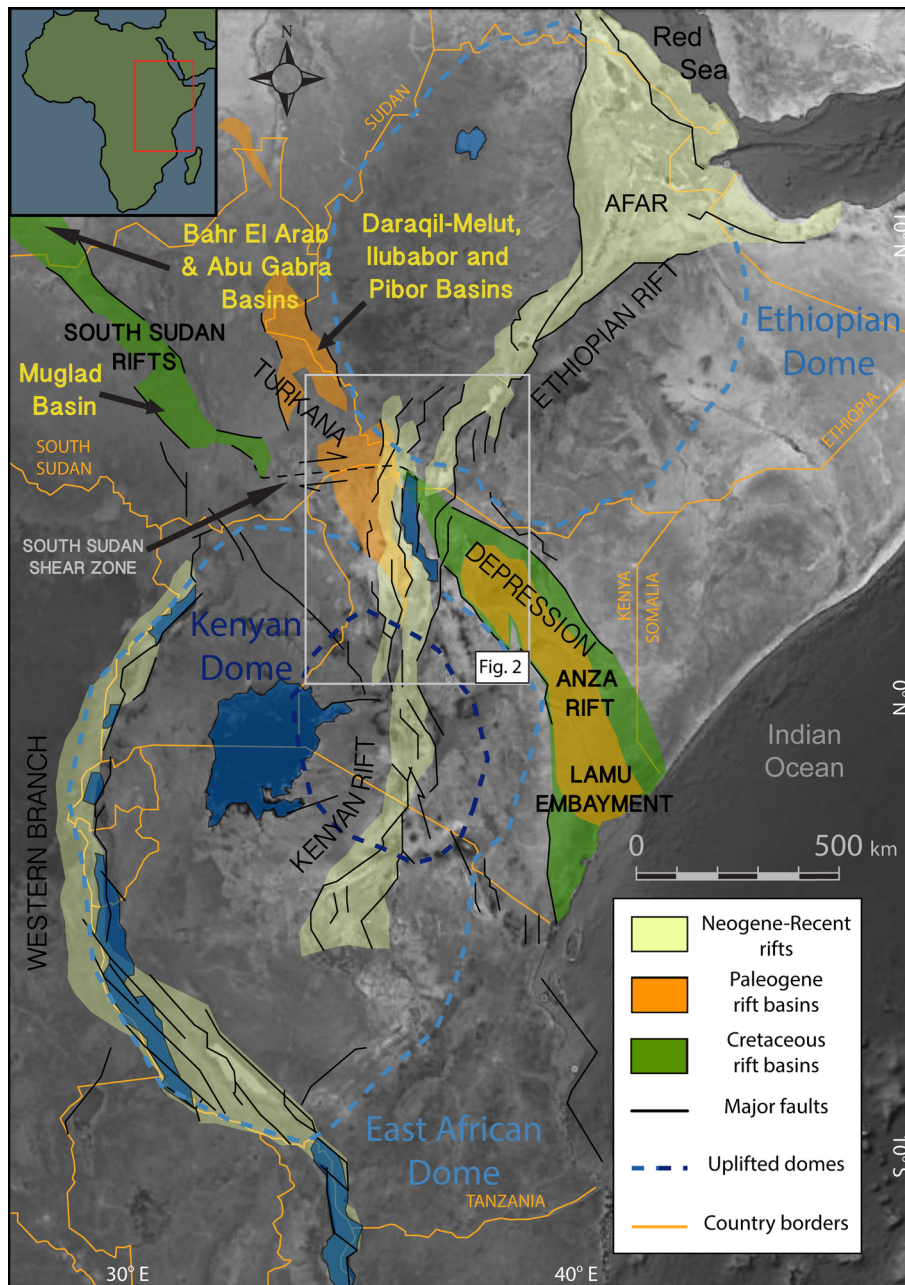 N
Red
Sea
SUDAN
AFAR
10° N
Bahr El Arab
& Abu Gabra
Basins
Daraqil-Melut,
Ilubabor and
Pibor Basins
SOUTH SUDAN
RIFTS
ETHIOPIAN RIFT
Ethiopian
Dome
Muglad
Basin
TURKANA
ETHIOPIA
SOUTH
SUDAN
SOUTH SUDAN
SHEAR ZONE
DEPRESSION
KENYA
SOMALIA
Kenyan
Dome
Fig. 2
ANZA
RIFT
0° N
Indian
Ocean
LAMU
EMBAYMENT
KENYAN RIFT
WESTERN BRANCH
0 500 km
Neogene-Recent
rifts
Paleogene
rift basins
Cretaceous
rift basins
Major faults
Uplifted domes
Country borders
East African
Dome
10° S
TANZANIA
30° E
40° E